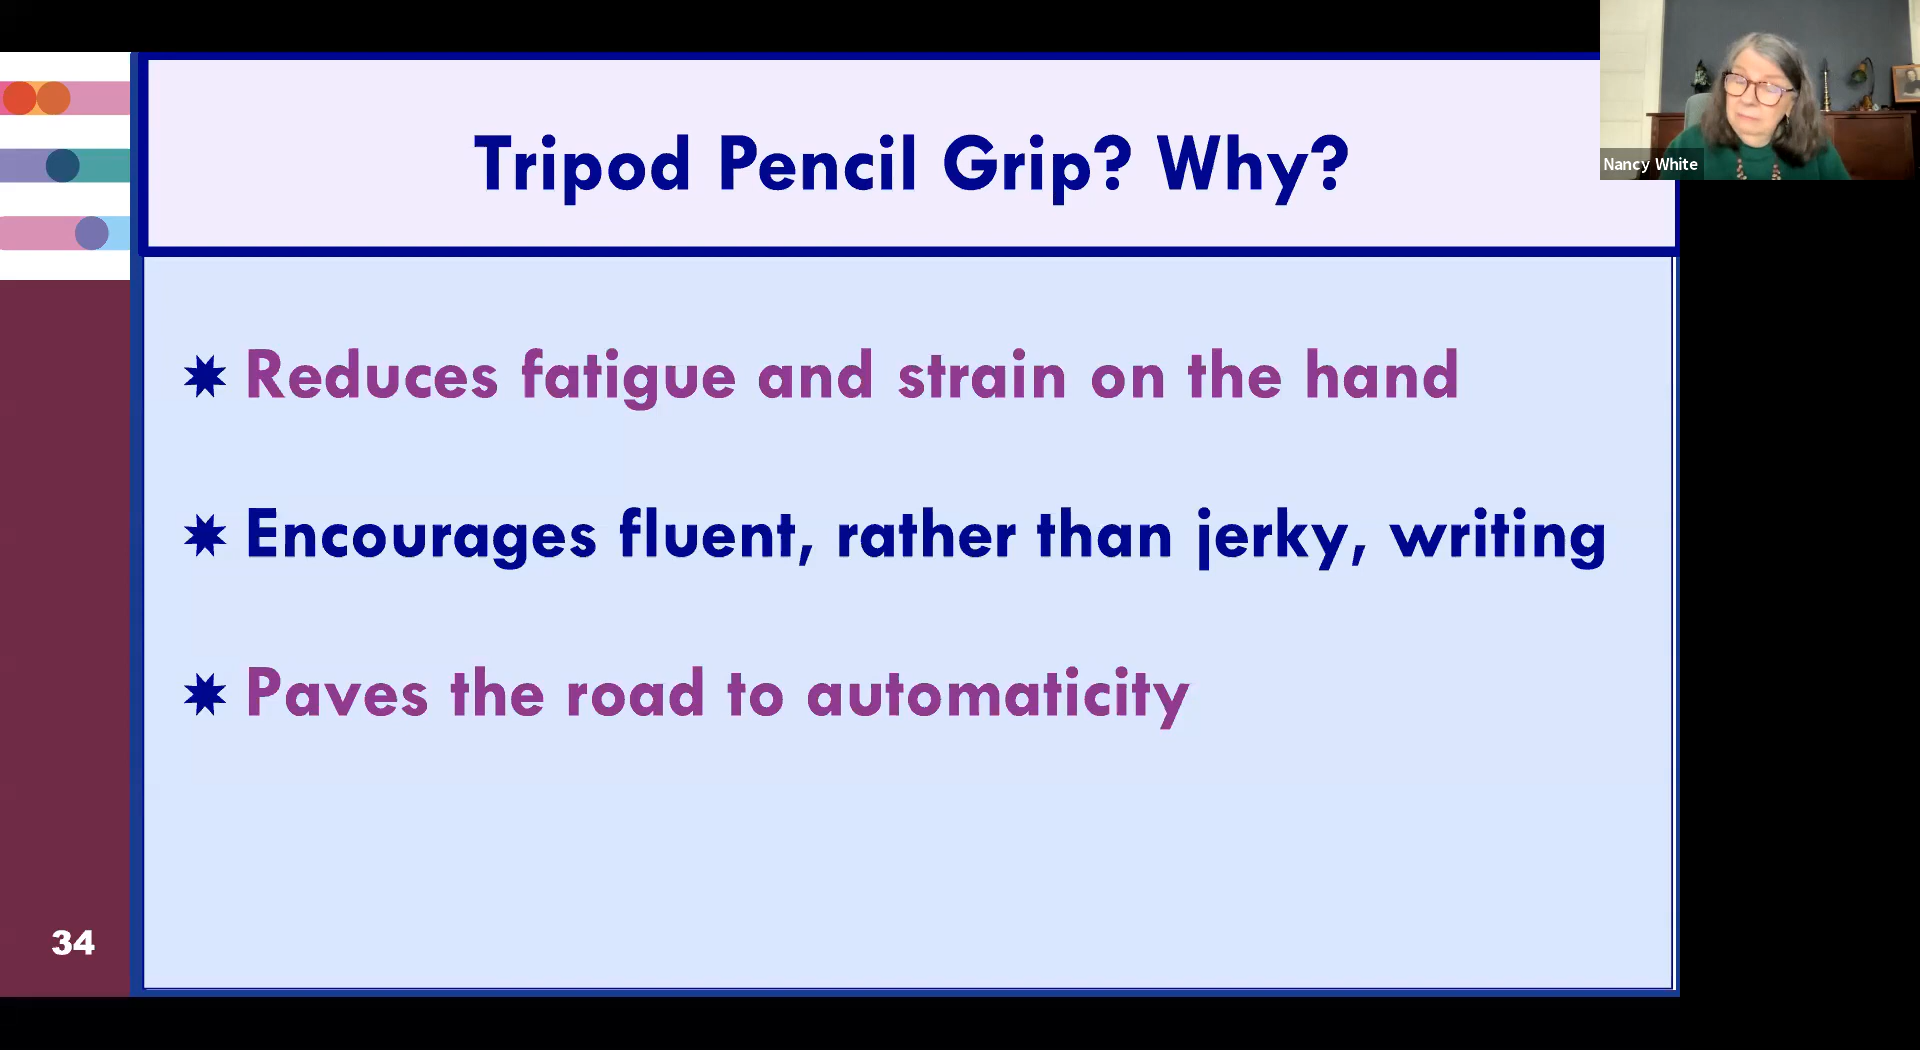 Tripod Pencil Grip? Why?
Nancy White
Reduces fatigue and strain on the hand
Encourages fluent, rather than jerky, writing
Paves the road to automaticity
34